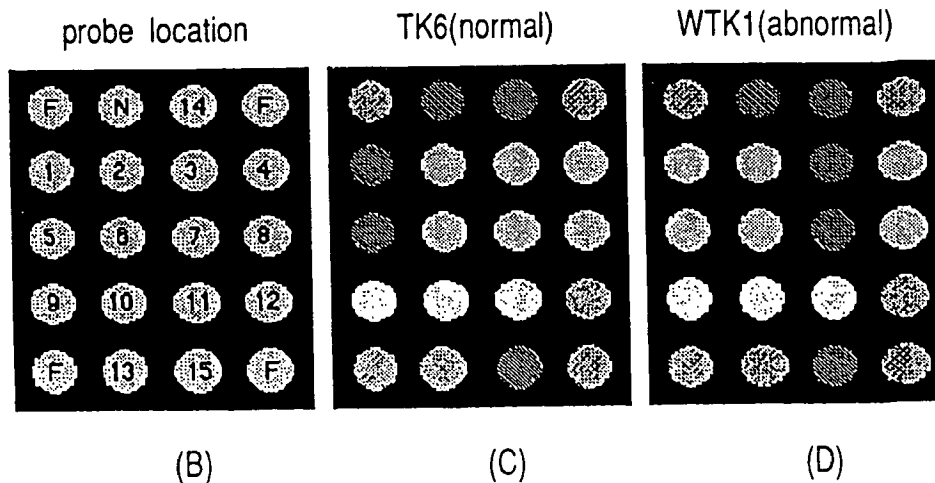 probe location TK6(normal) WTK1(abnormal)
F N 14 F
1 2 3 4
5 6 7 8
9 10 11 12
F 13 15 F
(B) (C) (D)